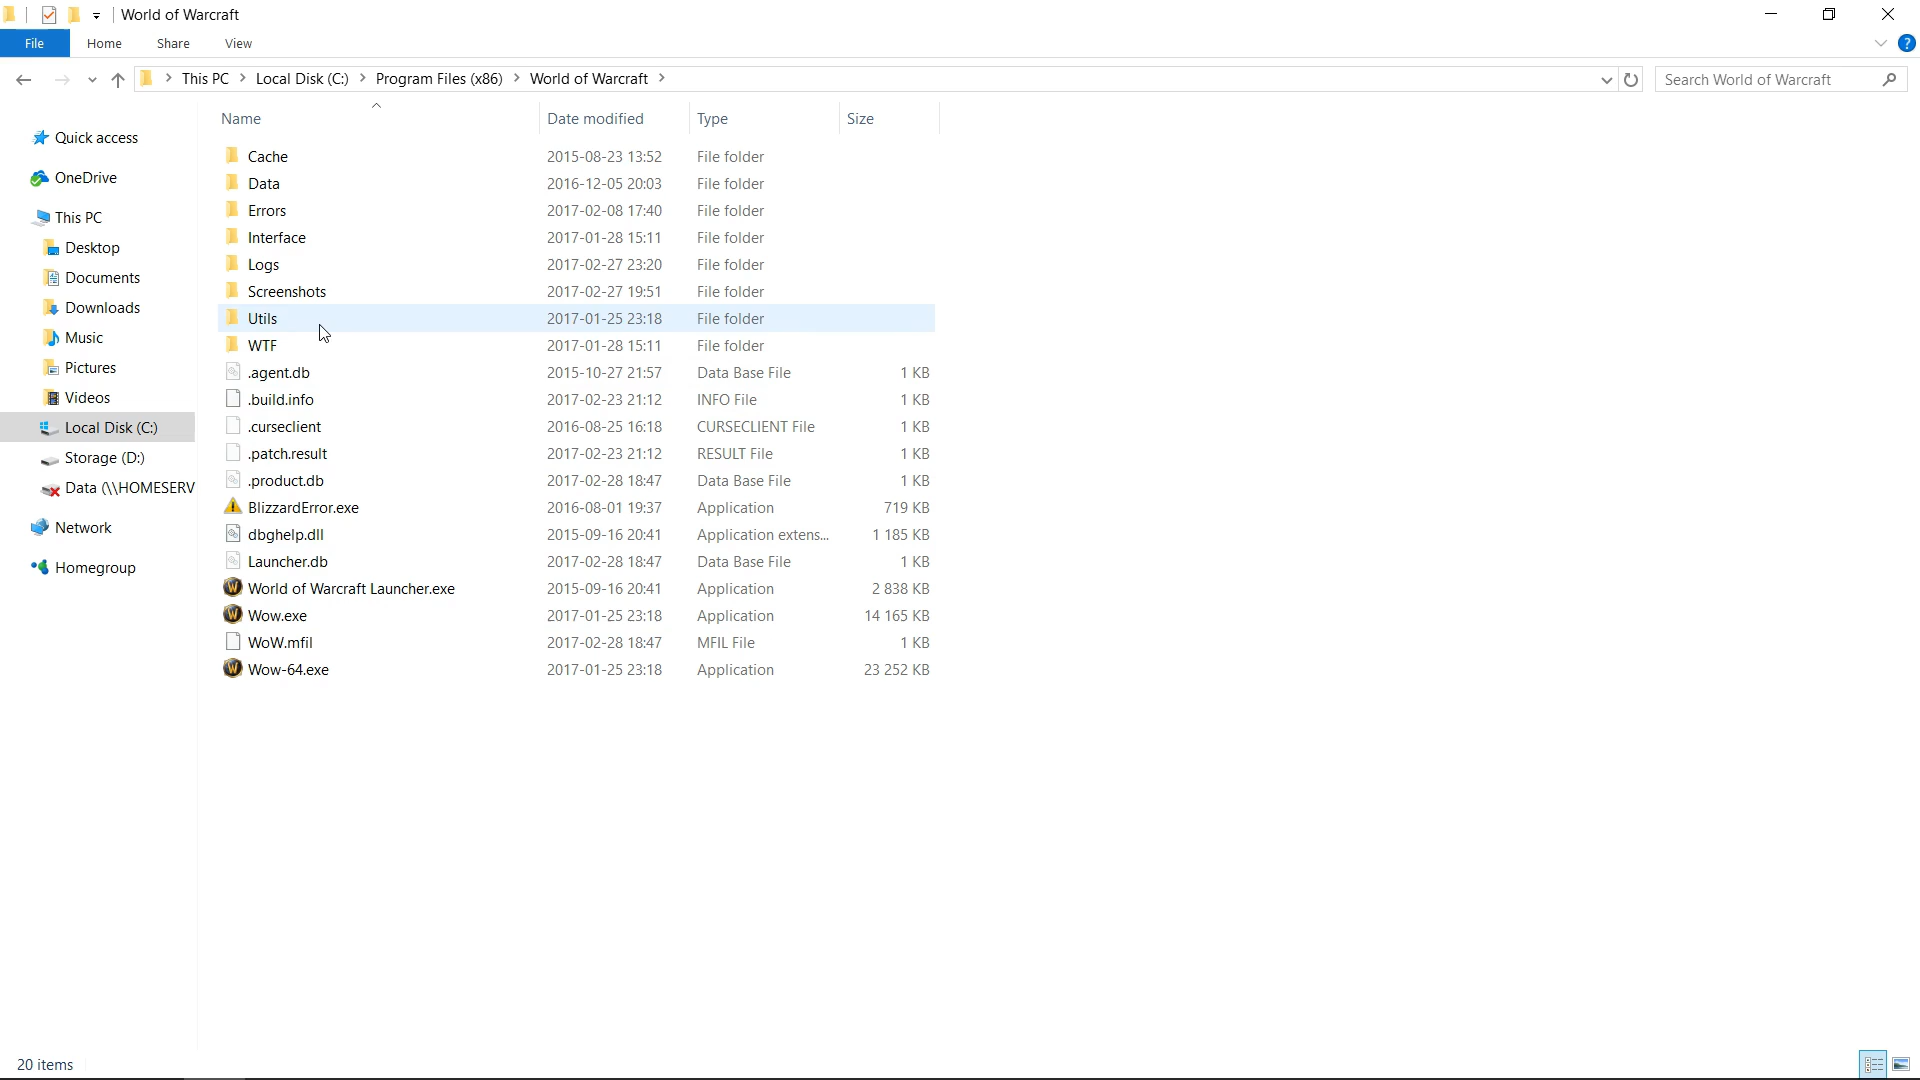 World of Warcraft
File Home Share View
This PC Local Disk (C:) Program Files (x86) World of Warcraft
Search World of Warcraft
Name Date modified Type Size
Quick access
OneDrive
This PC
Desktop
Documents
Downloads
Music
Pictures
Videos
Local Disk (C:)
Storage (D:)
Data (\\HOMESERV
Network
Homegroup
Cache 2015-08-23 13:52 File folder
Data 2016-12-05 20:03 File folder
Errors 2017-02-08 17:40 File folder
Interface 2017-01-28 15:11 File folder
Logs 2017-02-27 23:20 File folder
Screenshots 2017-02-27 19:51 File folder
Utils 2017-01-25 23:18 File folder
WTF 2017-01-28 15:11 File folder
.agent.db 2015-10-27 21:57 Data Base File 1 KB
.build.info 2017-02-23 21:12 INFO File 1 KB
.curseclient 2016-08-25 16:18 CURSECLIENT File 1 KB
.patch.result 2017-02-23 21:12 RESULT File 1 KB
.product.db 2017-02-28 18:47 Data Base File 1 KB
BlizzardError.exe 2016-08-01 19:37 Application 719 KB
dbghelp.dll 2015-09-16 20:41 Application extens... 1 185 KB
Launcher.db 2017-02-28 18:47 Data Base File 1 KB
World of Warcraft Launcher.exe 2015-09-16 20:41 Application 2 838 KB
Wow.exe 2017-01-25 23:18 Application 14 165 KB
WoW.mfil 2017-02-28 18:47 MFIL File 1 KB
Wow-64.exe 2017-01-25 23:18 Application 23 252 KB
20 items